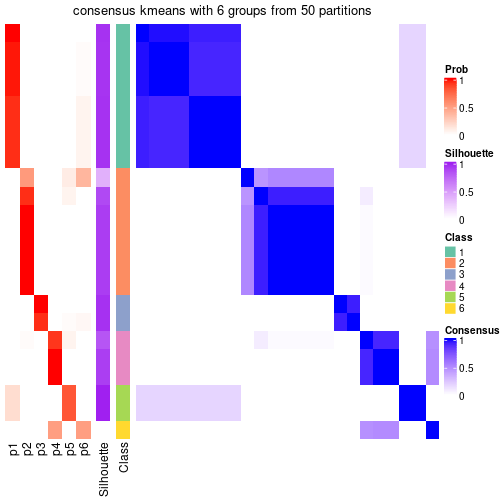 consensus kmeans with 6 groups from 50 partitions
Prob
1
0.5
0
Silhouette
1
0.5
0
Class
1
2
3
4
5
6
Consensus
1
0.5
0
p1
p2
p3
p4
p5
p6
Silhouette
Class